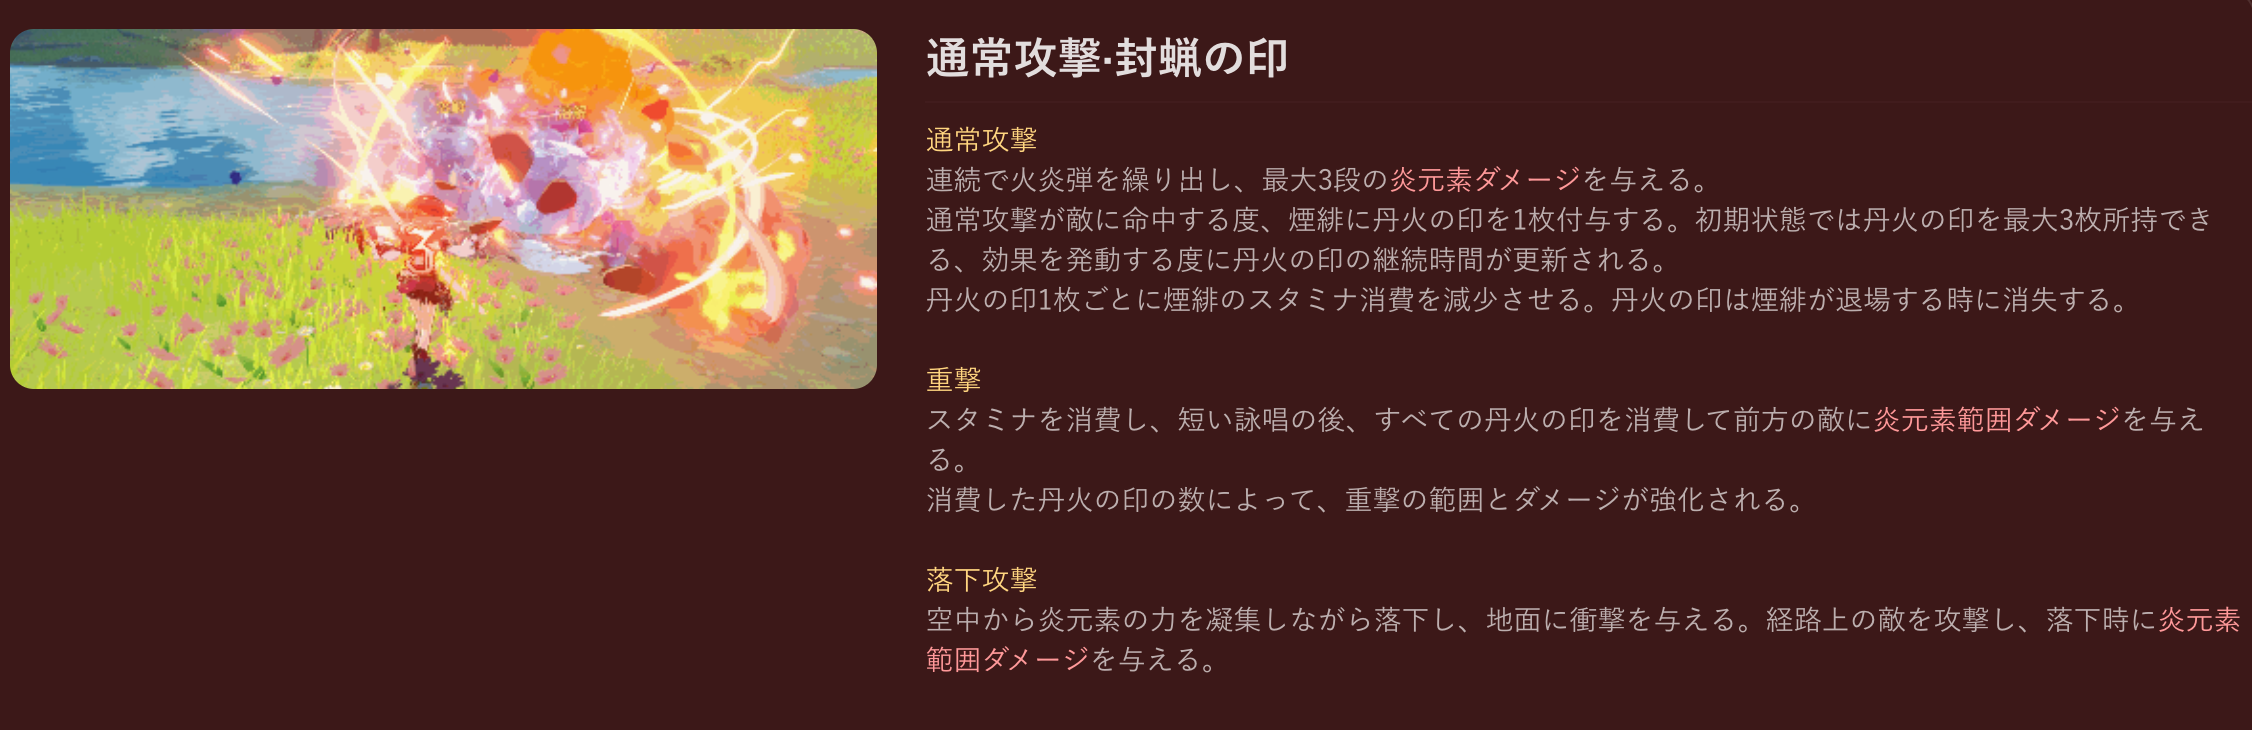 通常攻撃·封蝋の印
通常攻撃
連続で火炎弾を繰り出し、最大3段の炎元素ダメージを与える。
通常攻撃が敵に命中する度、煙緋に丹火の印を1枚付与する。初期状態では丹火の印を最大3枚所持でき
る、効果を発動する度に丹火の印の継続時間が更新される。
丹火の印1枚ごとに煙緋のスタミナ消費を減少させる。丹火の印は煙緋が退場する時に消失する。
重撃
スタミナを消費し、短い詠唱の後、すべての丹火の印を消費して前方の敵に炎元素範囲ダメージを与え
る。
消費した丹火の印の数によって、重撃の範囲とダメージが強化される。
落下攻撃
空中から炎元素の力を凝集しながら落下し、地面に衝撃を与える。経路上の敵を攻撃し、落下時に炎元素
範囲ダメージを与える。